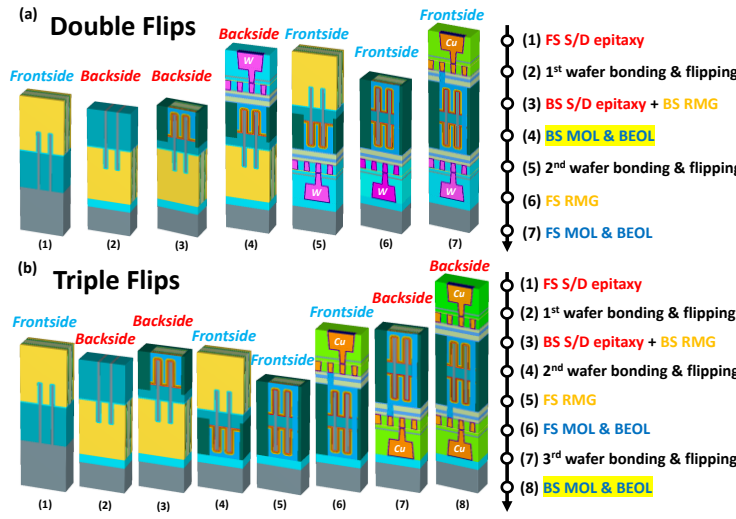 (a)
Double Flips
Frontside
Backside
Backside
Backside
Frontside
Frontside
Frontside
W
W
W
Cu
W
(1)
(2)
(3)
(4)
(5)
(6)
(7)
(1) FS S/D epitaxy
(2) 1st wafer bonding & flipping
(3) BS S/D epitaxy + BS RMG
(4) BS MOL & BEOL
(5) 2nd wafer bonding & flipping
(6) FS RMG
(7) FS MOL & BEOL
(b)
Triple Flips
Frontside
Backside
Backside
Frontside
Frontside
Frontside
Backside
Backside
Cu
Cu
Cu
Cu
(1)
(2)
(3)
(4)
(5)
(6)
(7)
(8)
(1) FS S/D epitaxy
(2) 1st wafer bonding & flipping
(3) BS S/D epitaxy + BS RMG
(4) 2nd wafer bonding & flipping
(5) FS RMG
(6) FS MOL & BEOL
(7) 3rd wafer bonding & flipping
(8) BS MOL & BEOL